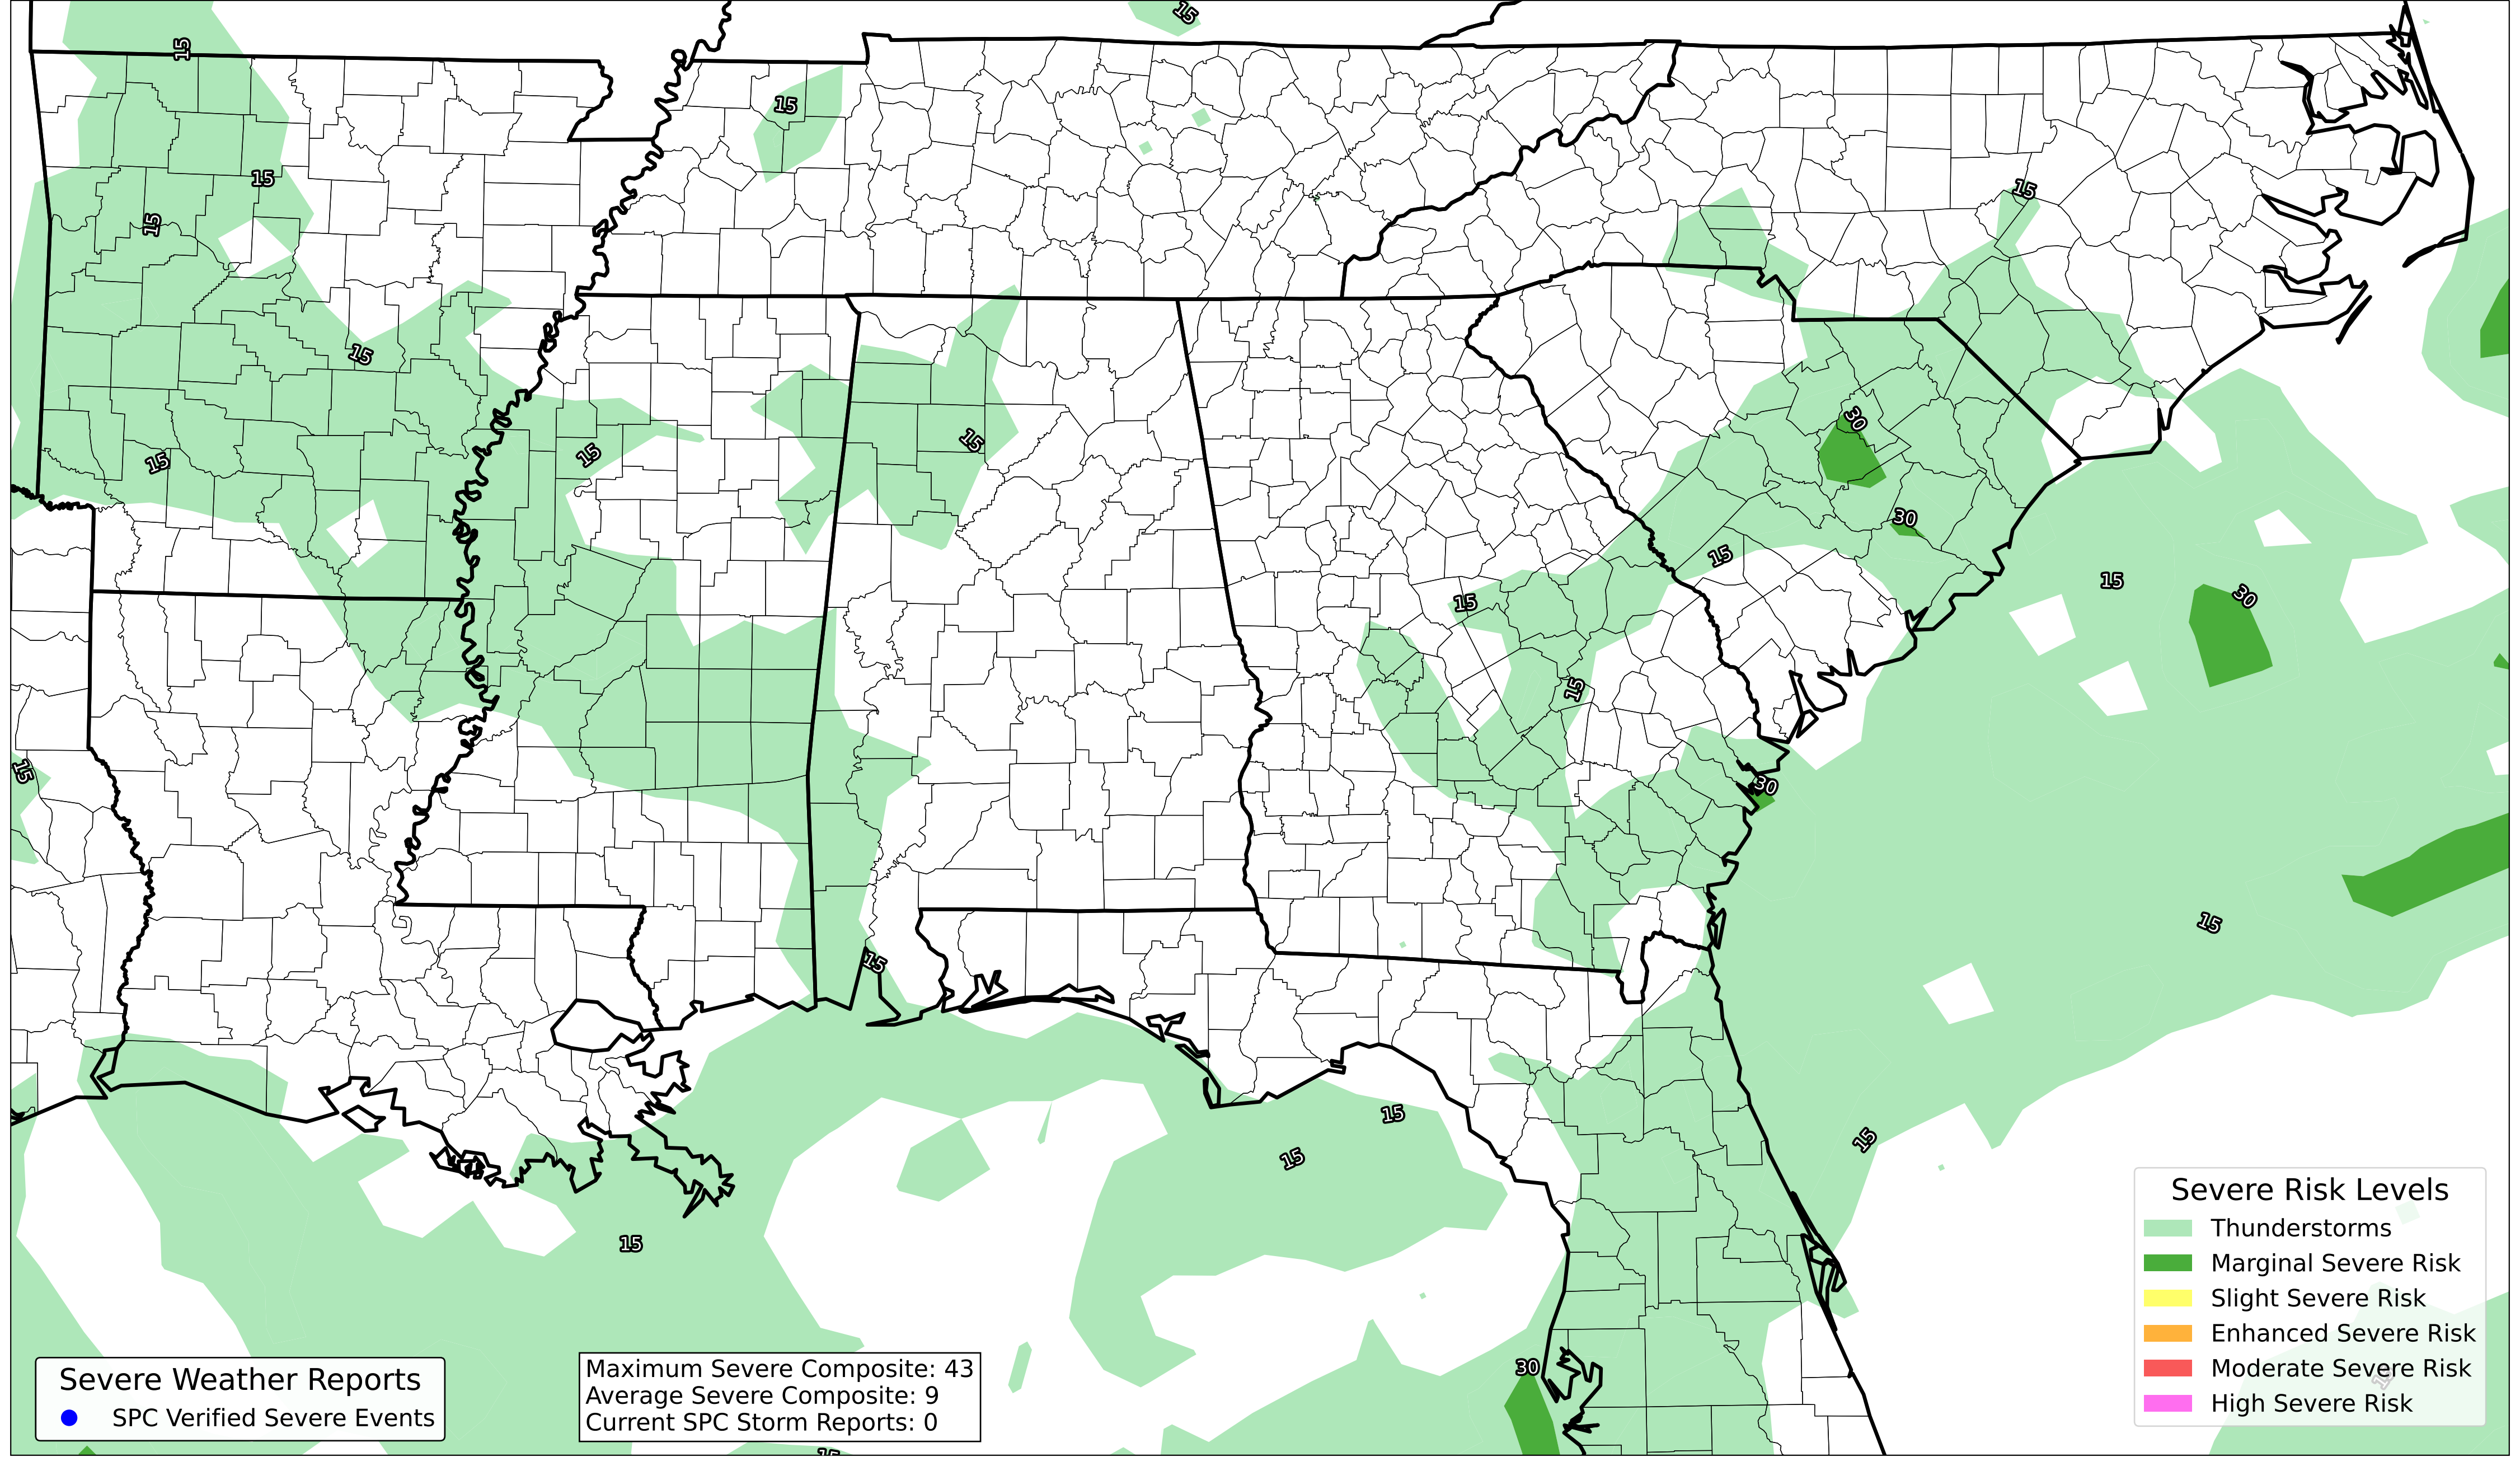 15
15
15
15
15
15
30
15
15
15
30
15
15
15
30
15
15
15
30
15
15
15
15
15
15
30
15
15
Severe Risk Levels
Thunderstorms
Marginal Severe Risk
Slight Severe Risk
Enhanced Severe Risk
Moderate Severe Risk
High Severe Risk
Severe Weather Reports
SPC Verified Severe Events
Maximum Severe Composite: 43
Average Severe Composite: 9
Current SPC Storm Reports: 0